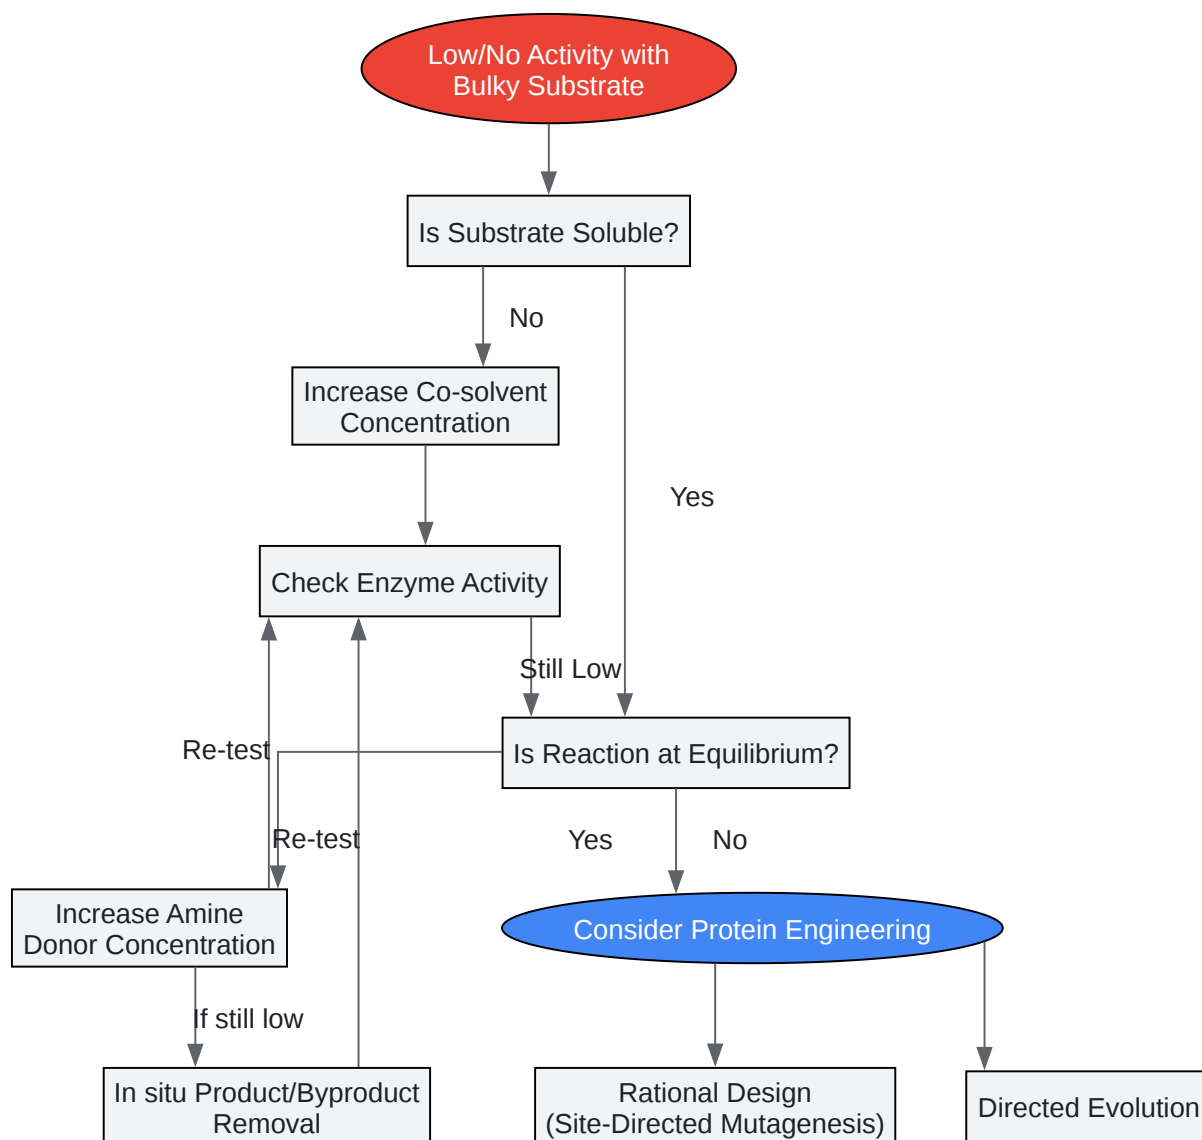 Low/No Activity with
Bulky Substrate
Is Substrate Soluble?
No
Increase Co-solvent
Concentration
Yes
Check Enzyme Activity
Still Low
Re-test
Is Reaction at Equilibrium?
Re-test
Yes
No
Increase Amine
Donor Concentration
Consider Protein Engineering
If still low
In situ Product/Byproduct
Removal
Rational Design
(Site-Directed Mutagenesis)
Directed Evolution